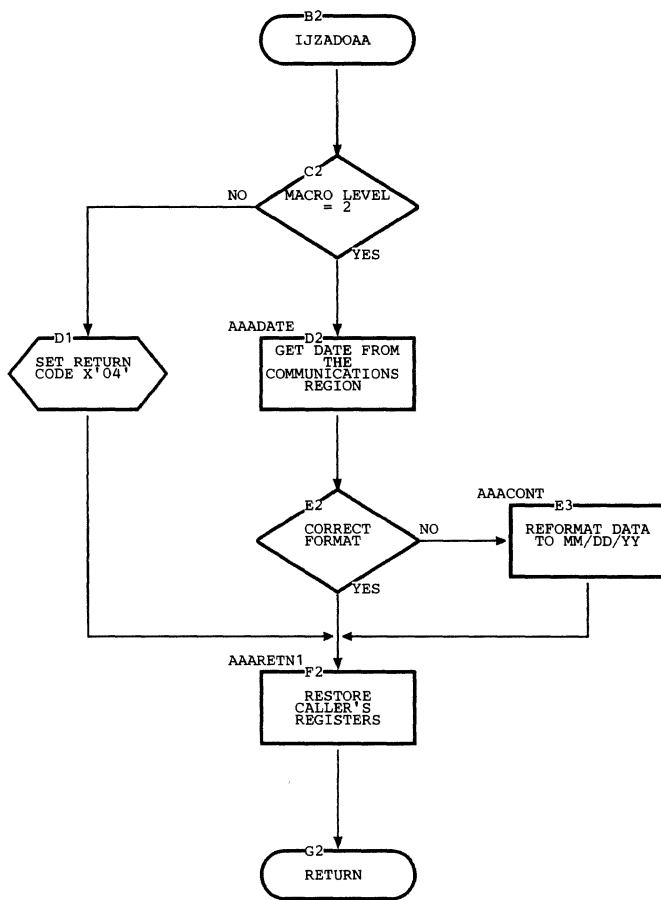 B2
IJZADOAA
C2
NO
MACRO LEVEL
= 2
YES
AAADATE
D1
SET RETURN
CODE X'04'
D2
GET DATE FROM
THE
COMMUNICATIONS
REGION
E2
CORRECT
FORMAT
NO
YES
AAACONT
E3
REFORMAT DATA
TO MM/DD/YY
AAARETN1
F2
RESTORE
CALLER'S
REGISTERS
G2
RETURN